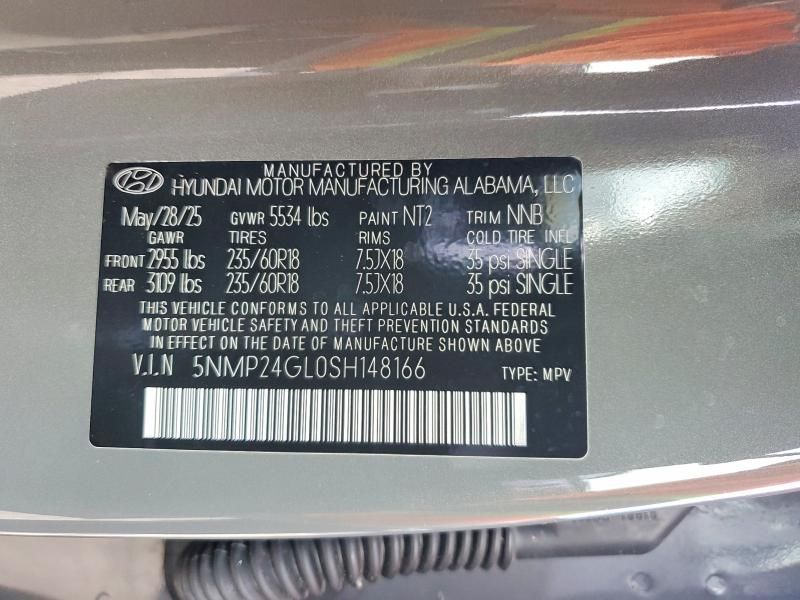 MANUFACTURED BY
HYUNDAI MOTOR MANUFACTURING ALABAMA, LLC
May/28/25 GVWR 5534 lbs PAINT NT2 TRIM NNB
GAWR TIRES RIMS COLD TIRE INFL
FRONT 2955 lbs 235/60R18 7.5JX18 35 psi SINGLE
REAR 3109 lbs 235/60R18 7.5JX18 35 psi SINGLE
THIS VEHICLE CONFORMS TO ALL APPLICABLE U.S.A. FEDERAL
MOTOR VEHICLE SAFETY AND THEFT PREVENTION STANDARDS
IN EFFECT ON THE DATE OF MANUFACTURE SHOWN ABOVE
V.I.N 5NMP24GL0SH148166 TYPE: MPV